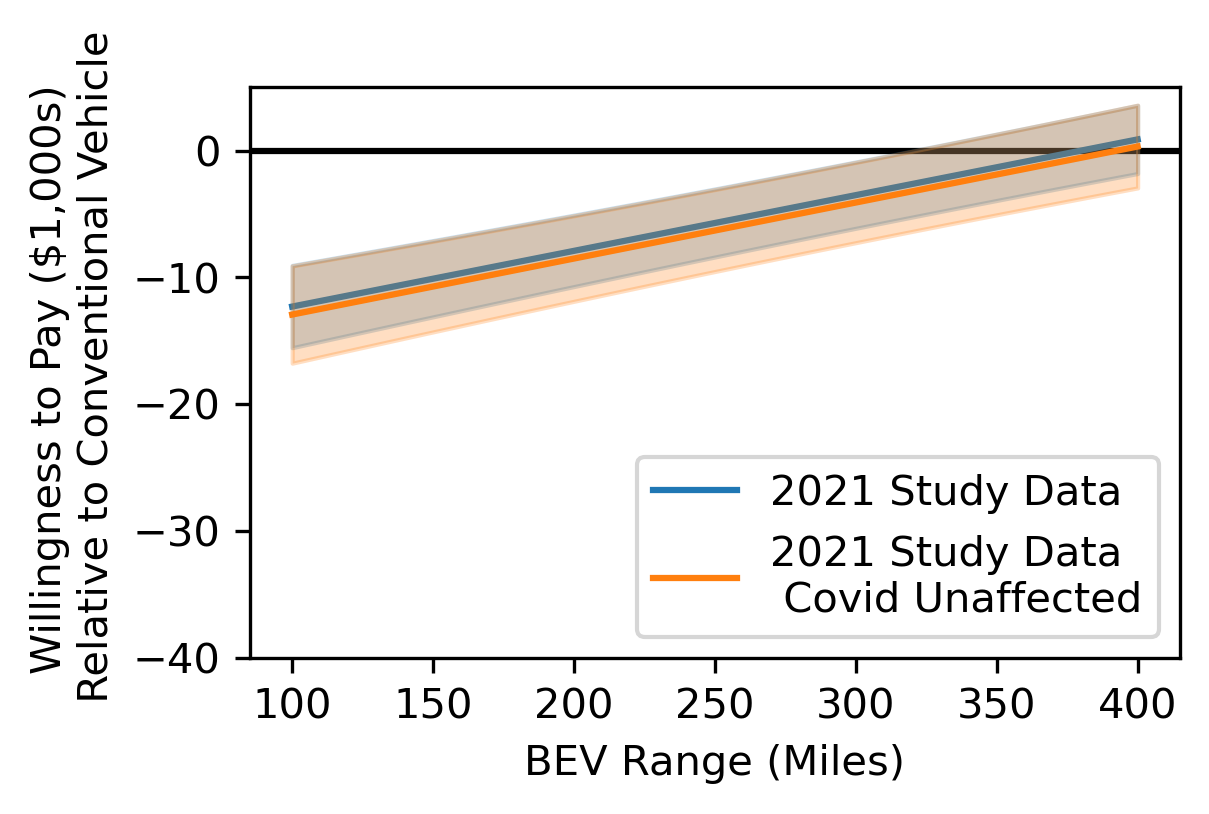 Willingness to Pay ($1,000s)
Relative to Conventional Vehicle
0
−10
−20
−30
−40
2021 Study Data
2021 Study Data
Covid Unaffected
100 150 200 250 300 350 400
BEV Range (Miles)